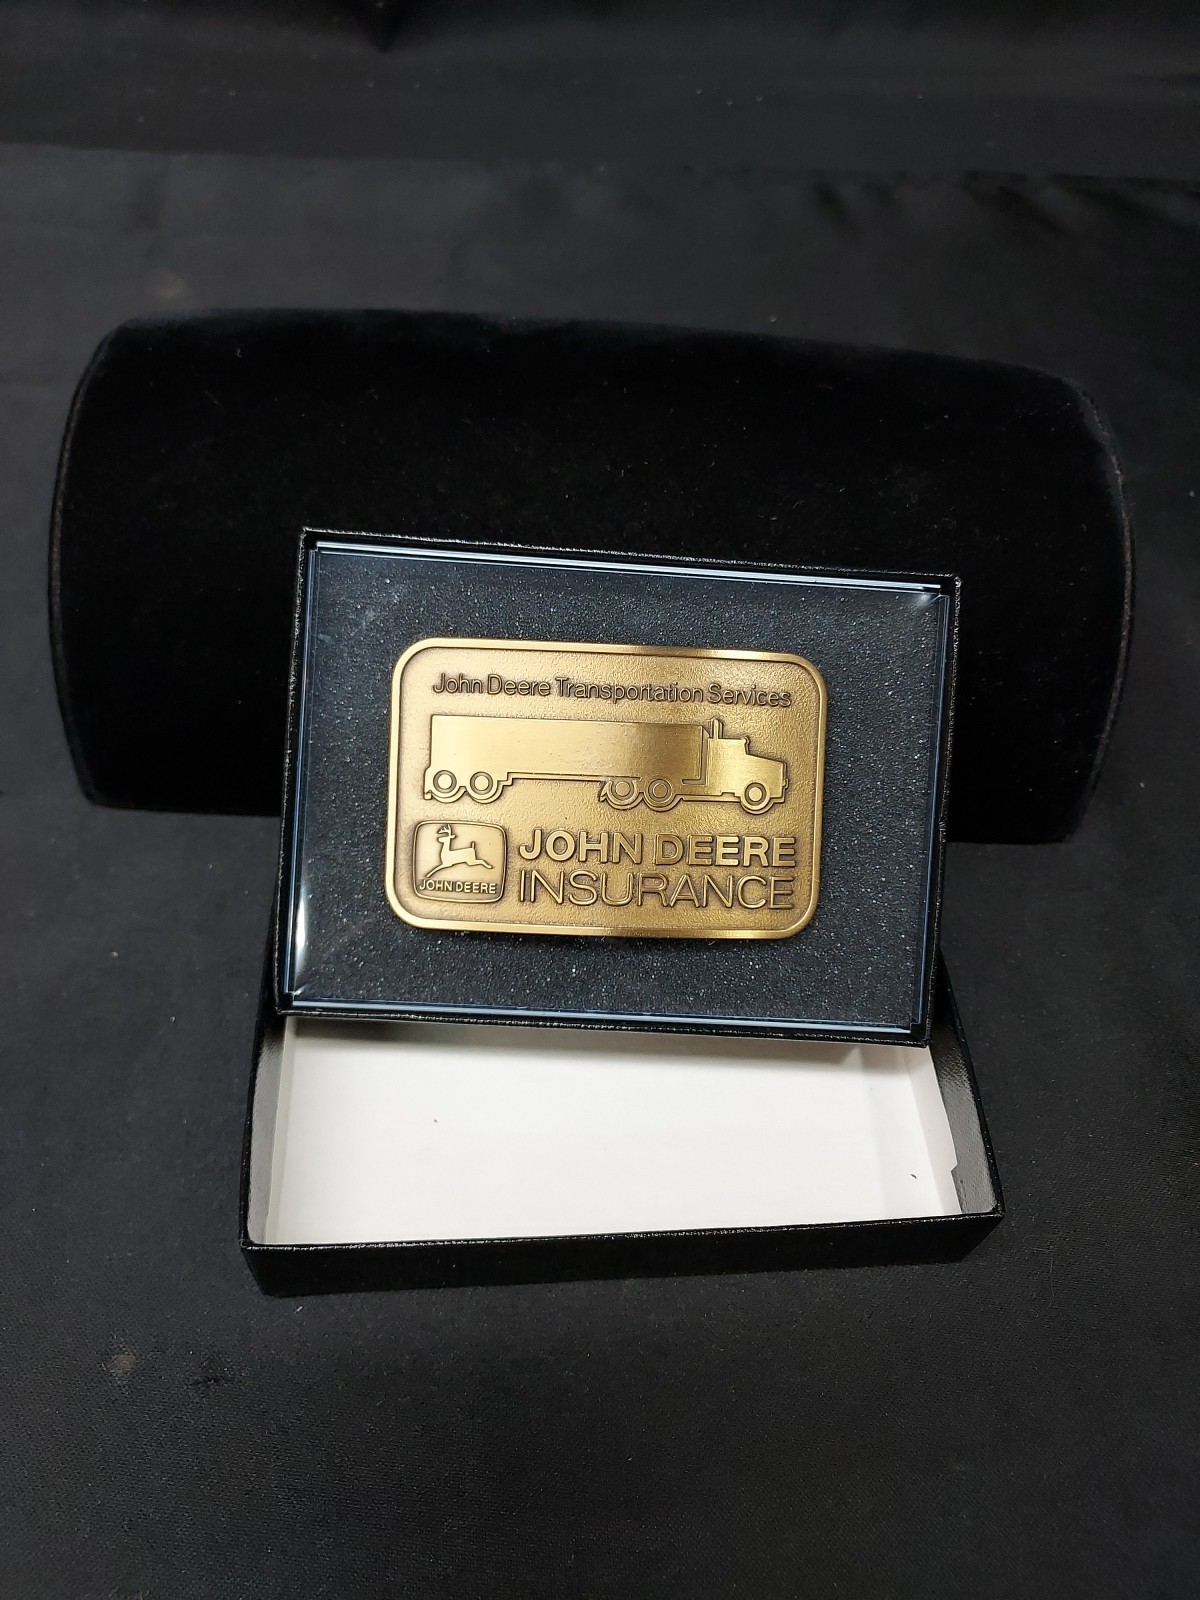 John Deere Transportation Services
JOHN DEERE
JOHN DEERE
INSURANCE